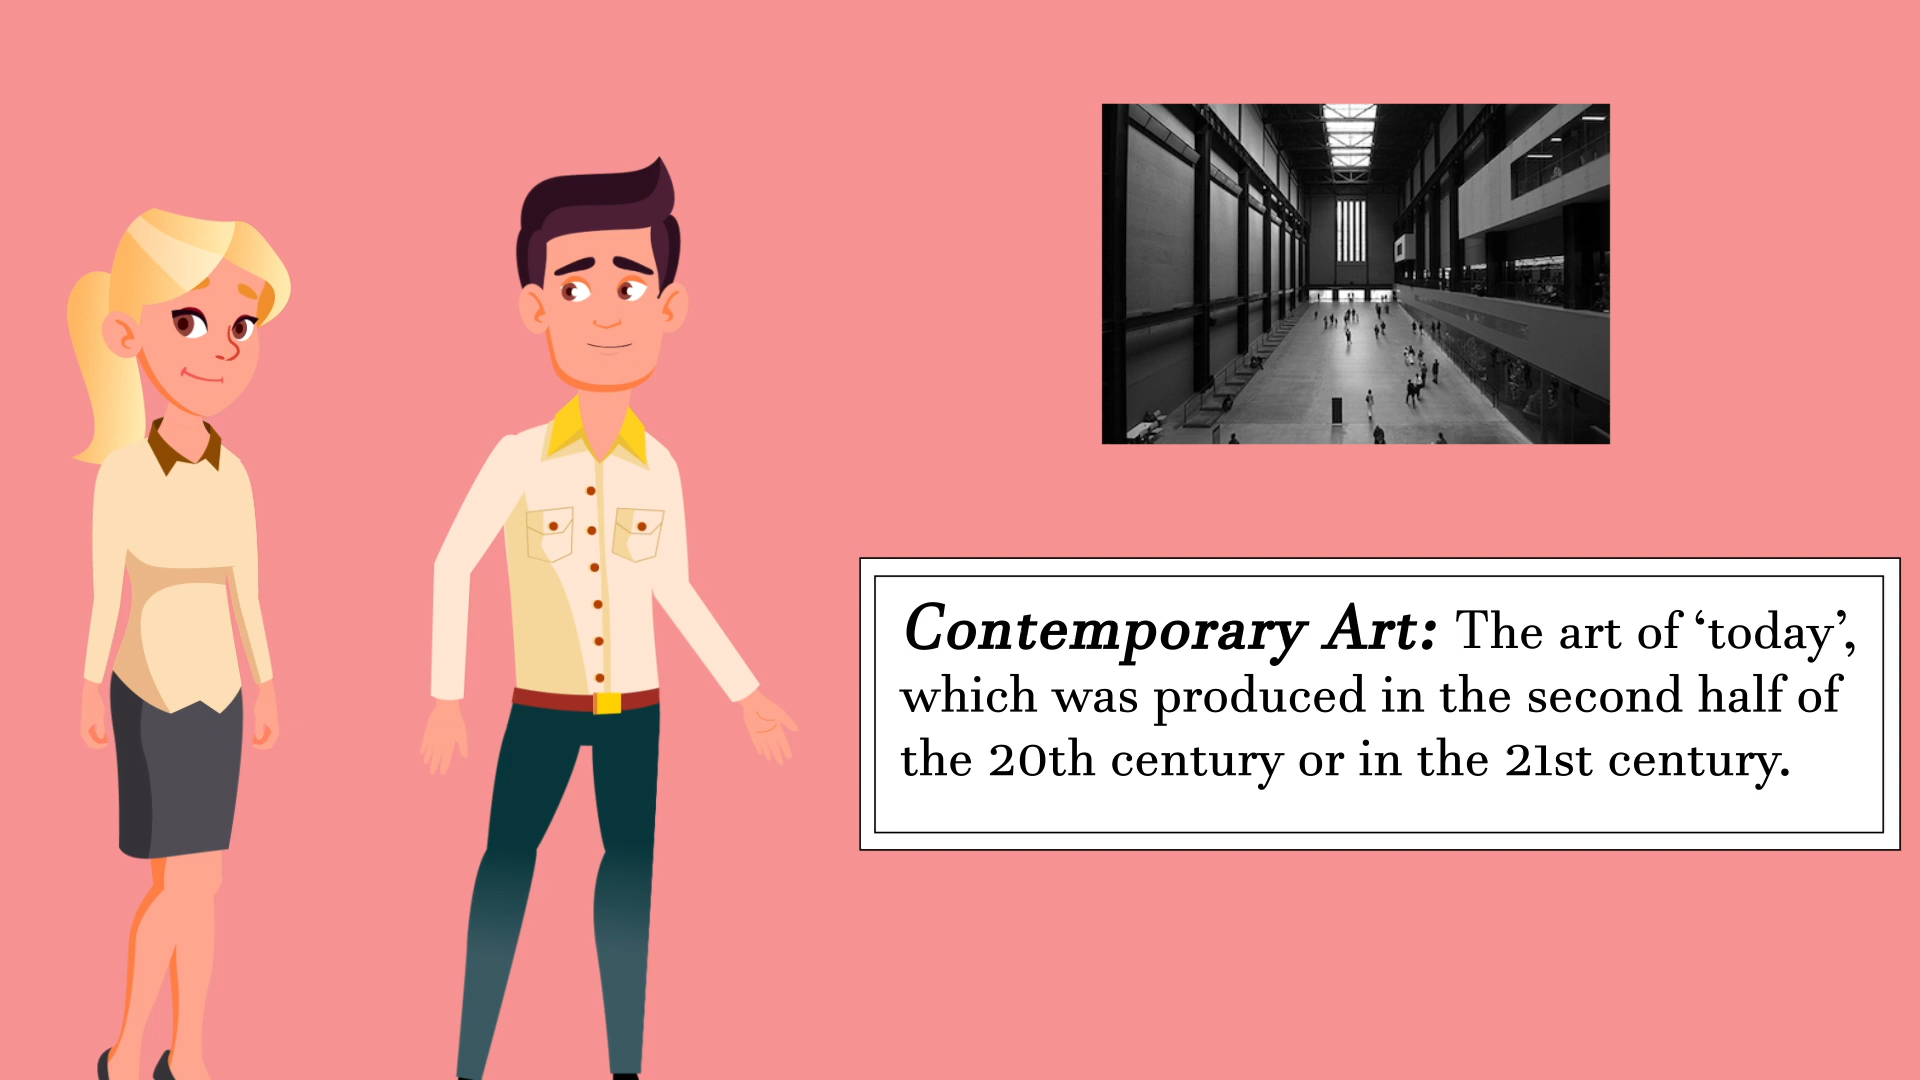 Contemporary Art: The art of ‘today’,
which was produced in the second half of
the 20th century or in the 21st century.